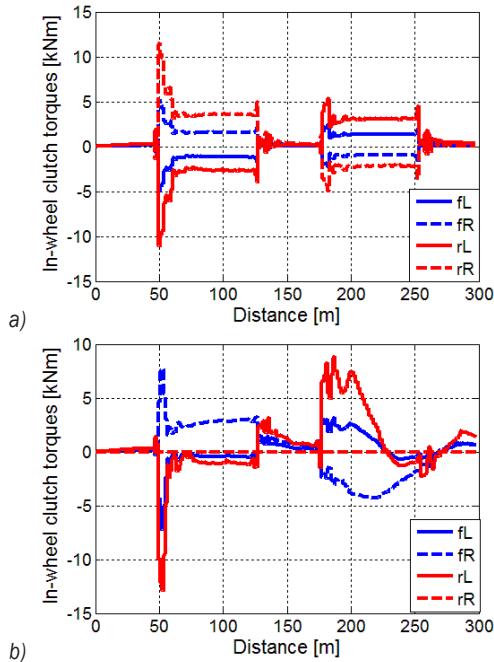 15
10
5
0
-5
-10
-15
In-wheel clutch torques [kNm]
fL
fR
rL
rR
0 50 100 150 200 250 300
Distance [m]
a)
10
5
0
-5
-10
-15
In-wheel clutch torques [kNm]
fL
fR
rL
rR
0 50 100 150 200 250 300
Distance [m]
b)